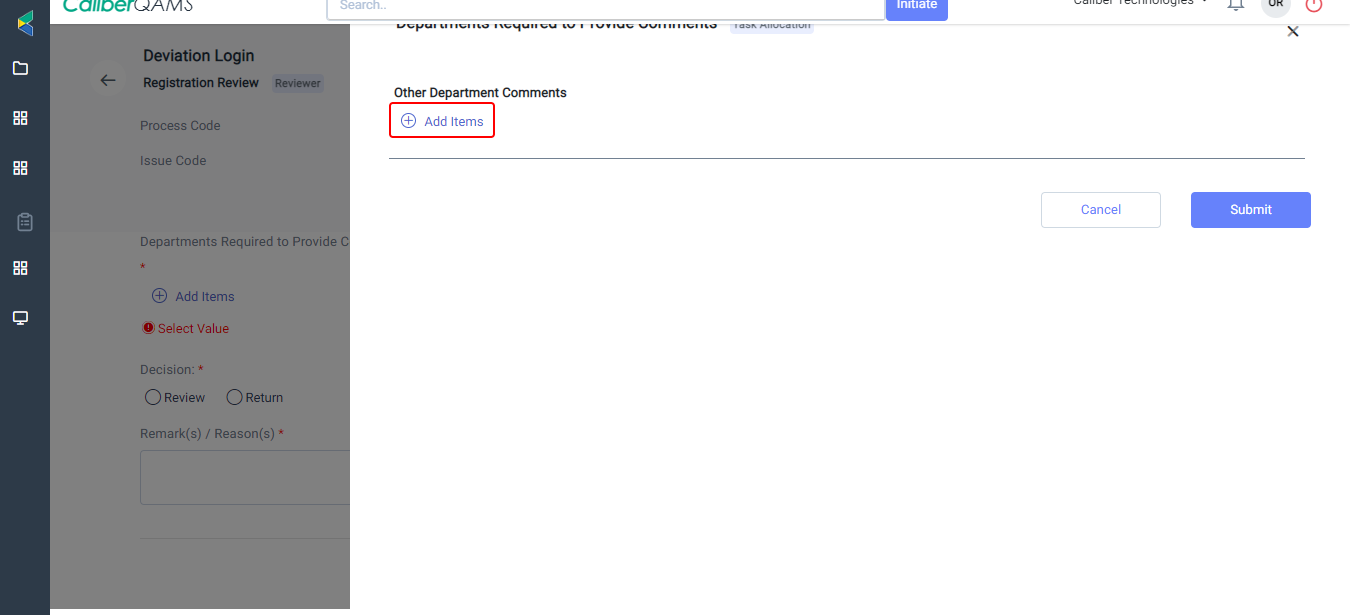 CaliberQAMS
Search..
Initiate
Caliber Technologies
UR
Departments Required to Provide Comments
Task Allocation
Deviation Login
Registration Review
Reviewer
Process Code
Issue Code
Departments Required to Provide C
*
Add Items
Select Value
Decision: *
Review
Return
Remark(s) / Reason(s) *
Other Department Comments
Add Items
Cancel
Submit